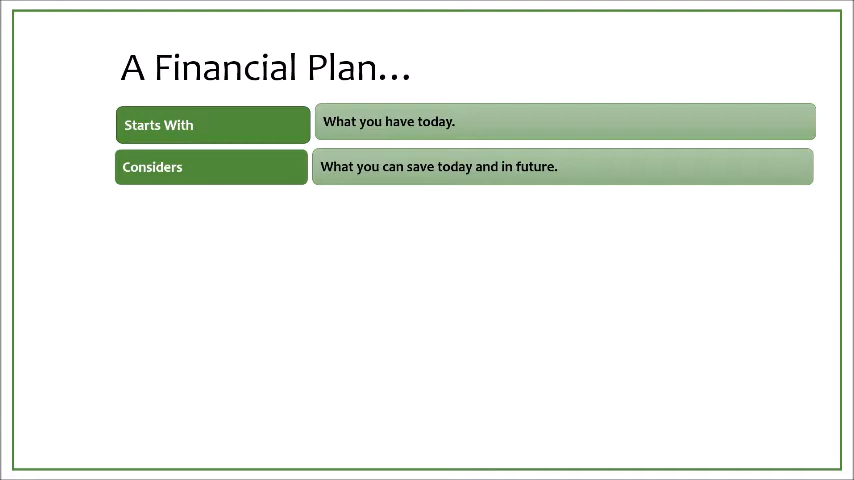 A Financial Plan...
Starts With
What you have today.
Considers
What you can save today and in future.